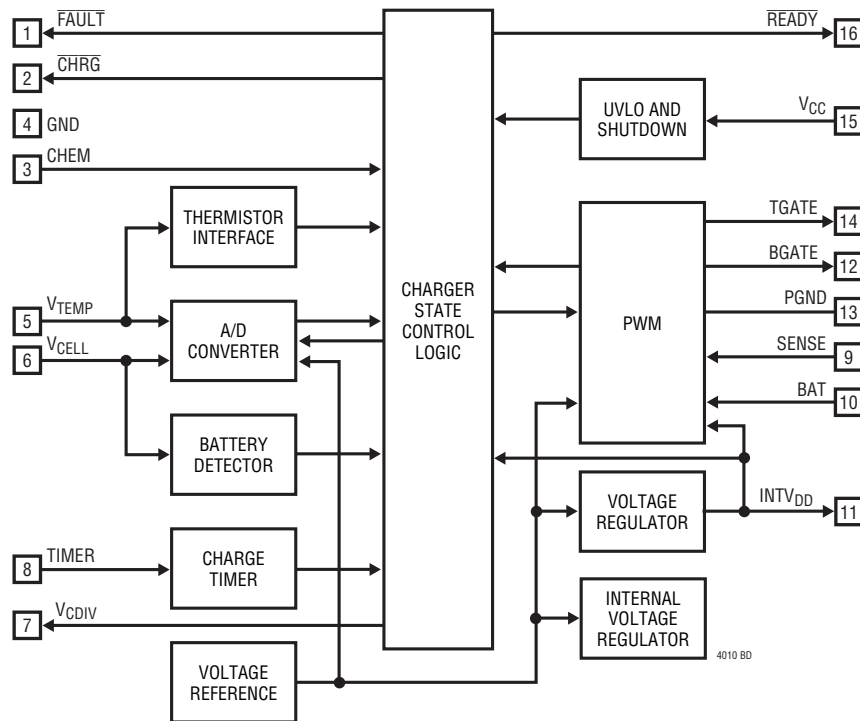 FAULT
1
CHRG
2
4
GND
CHEM
3
THERMISTOR
INTERFACE
VTEMP
5
A/D
CONVERTER
VCELL
6
BATTERY
DETECTOR
TIMER
8
CHARGE
TIMER
VCDIV
7
VOLTAGE
REFERENCE
CHARGER
STATE
CONTROL
LOGIC
READY
16
UVLO AND
SHUTDOWN
VCC
15
PWM
TGATE
14
BGATE
12
PGND
13
SENSE
9
BAT
10
VOLTAGE
REGULATOR
INTVDD
11
INTERNAL
VOLTAGE
REGULATOR
4010 BD